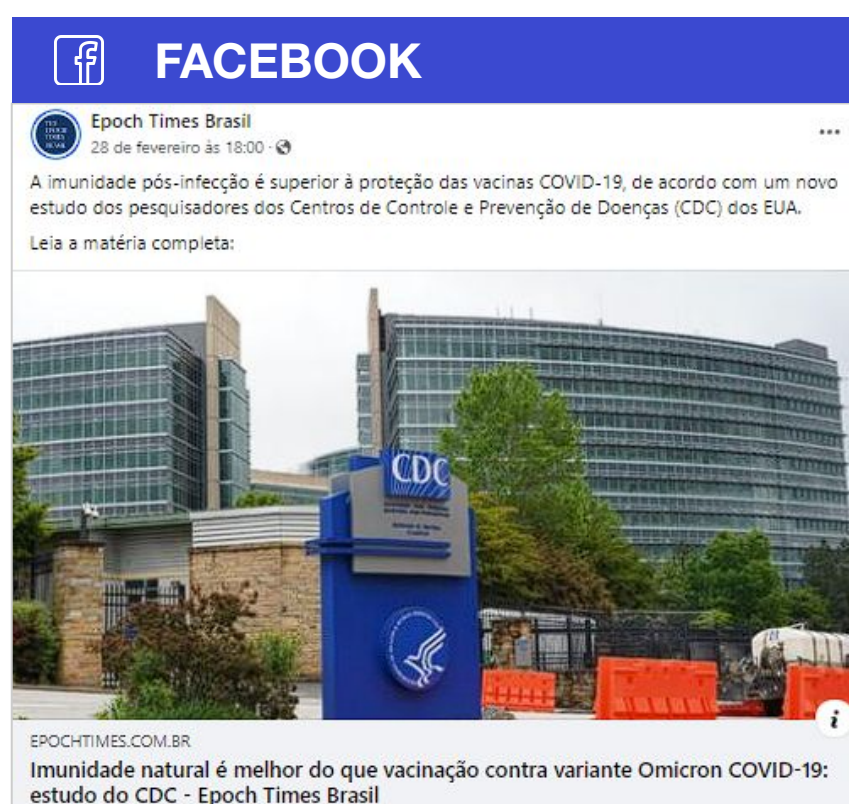 FACEBOOK
Epoch Times Brasil
28 de fevereiro às 18:00 ·
A imunidade pós-infecção é superior à proteção das vacinas COVID-19, de acordo com um novo
estudo dos pesquisadores dos Centros de Controle e Prevenção de Doenças (CDC) dos EUA.
Leia a matéria completa:
CDC
EPOCHTIMES.COM.BR
Imunidade natural é melhor do que vacinação contra variante Omicron COVID-19:
estudo do CDC - Epoch Times Brasil